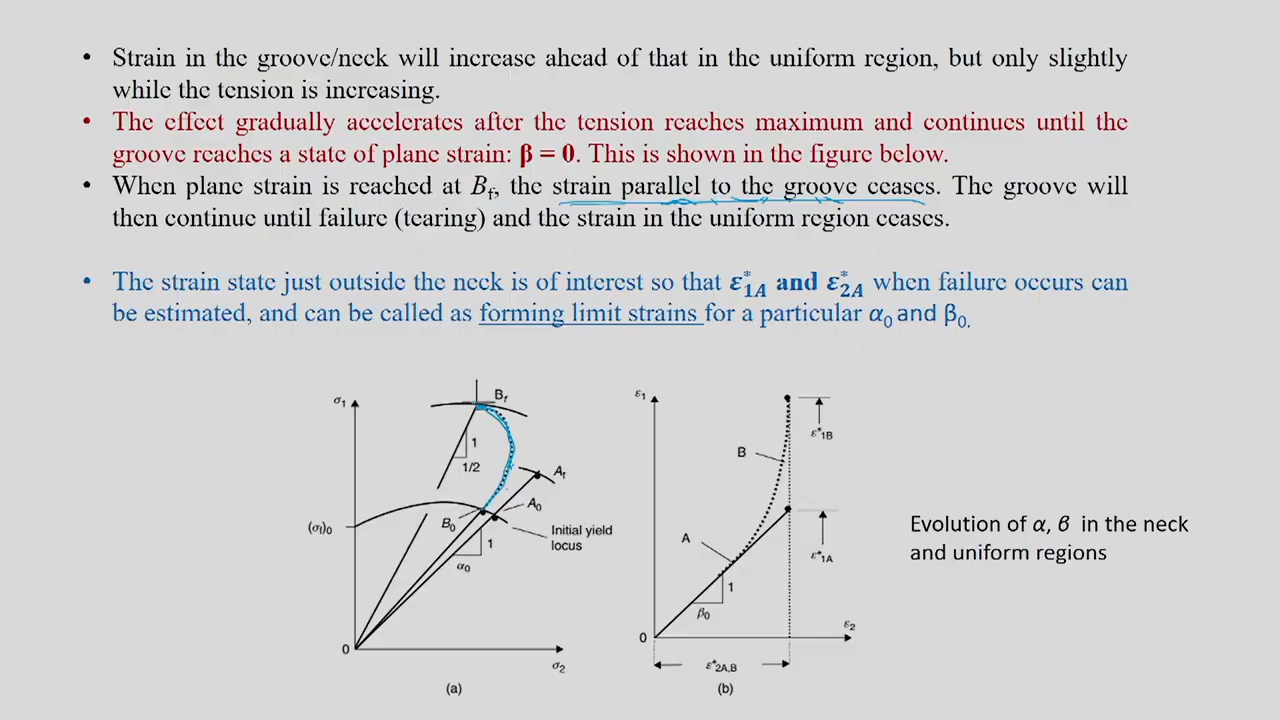 • Strain in the groove/neck will increase ahead of that in the uniform region, but only slightly
while the tension is increasing.
• The effect gradually accelerates after the tension reaches maximum and continues until the
groove reaches a state of plane strain: β = 0. This is shown in the figure below.
• When plane strain is reached at Bf, the strain parallel to the groove ceases. The groove will
then continue until failure (tearing) and the strain in the uniform region ceases.
• The strain state just outside the neck is of interest so that ε*1A and ε*2A when failure occurs can
be estimated, and can be called as forming limit strains for a particular α0 and β0.
σ1
Bf
1
1/2
Af
A0
B0
(σf)0
Initial yield
locus
1
α0
0
σ2
(a)
ε1
ε*1B
B
A
ε*1A
1
β0
0
ε2
ε*2A,B
(b)
Evolution of α, β in the neck
and uniform regions